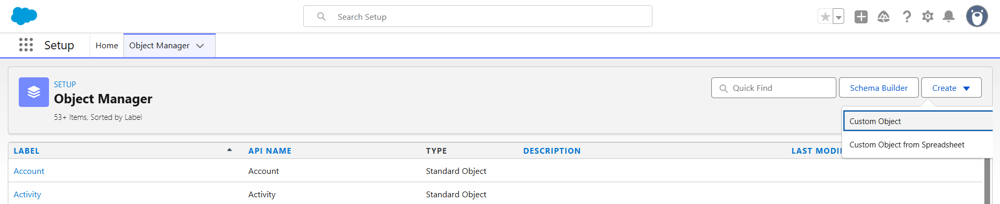 Search Setup
Setup
Home
Object Manager
SETUP
Object Manager
53+ Items, Sorted by Label
Quick Find
Schema Builder
Create
Custom Object
Custom Object from Spreadsheet
LABEL API NAME TYPE DESCRIPTION LAST MODI
Account Account Standard Object
Activity Activity Standard Object